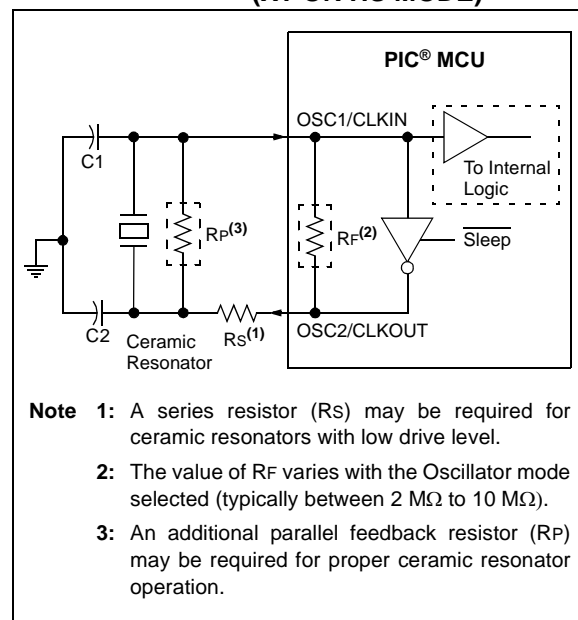 (XT OR HS MODE)
PIC® MCU
OSC1/CLKIN
C1
To Internal
Logic
RP(3)
RF(2)
Sleep
C2
Ceramic
Resonator
RS(1)
OSC2/CLKOUT
Note 1: A series resistor (RS) may be required for
ceramic resonators with low drive level.
2: The value of RF varies with the Oscillator mode
selected (typically between 2 MΩ to 10 MΩ).
3: An additional parallel feedback resistor (RP)
may be required for proper ceramic resonator
operation.